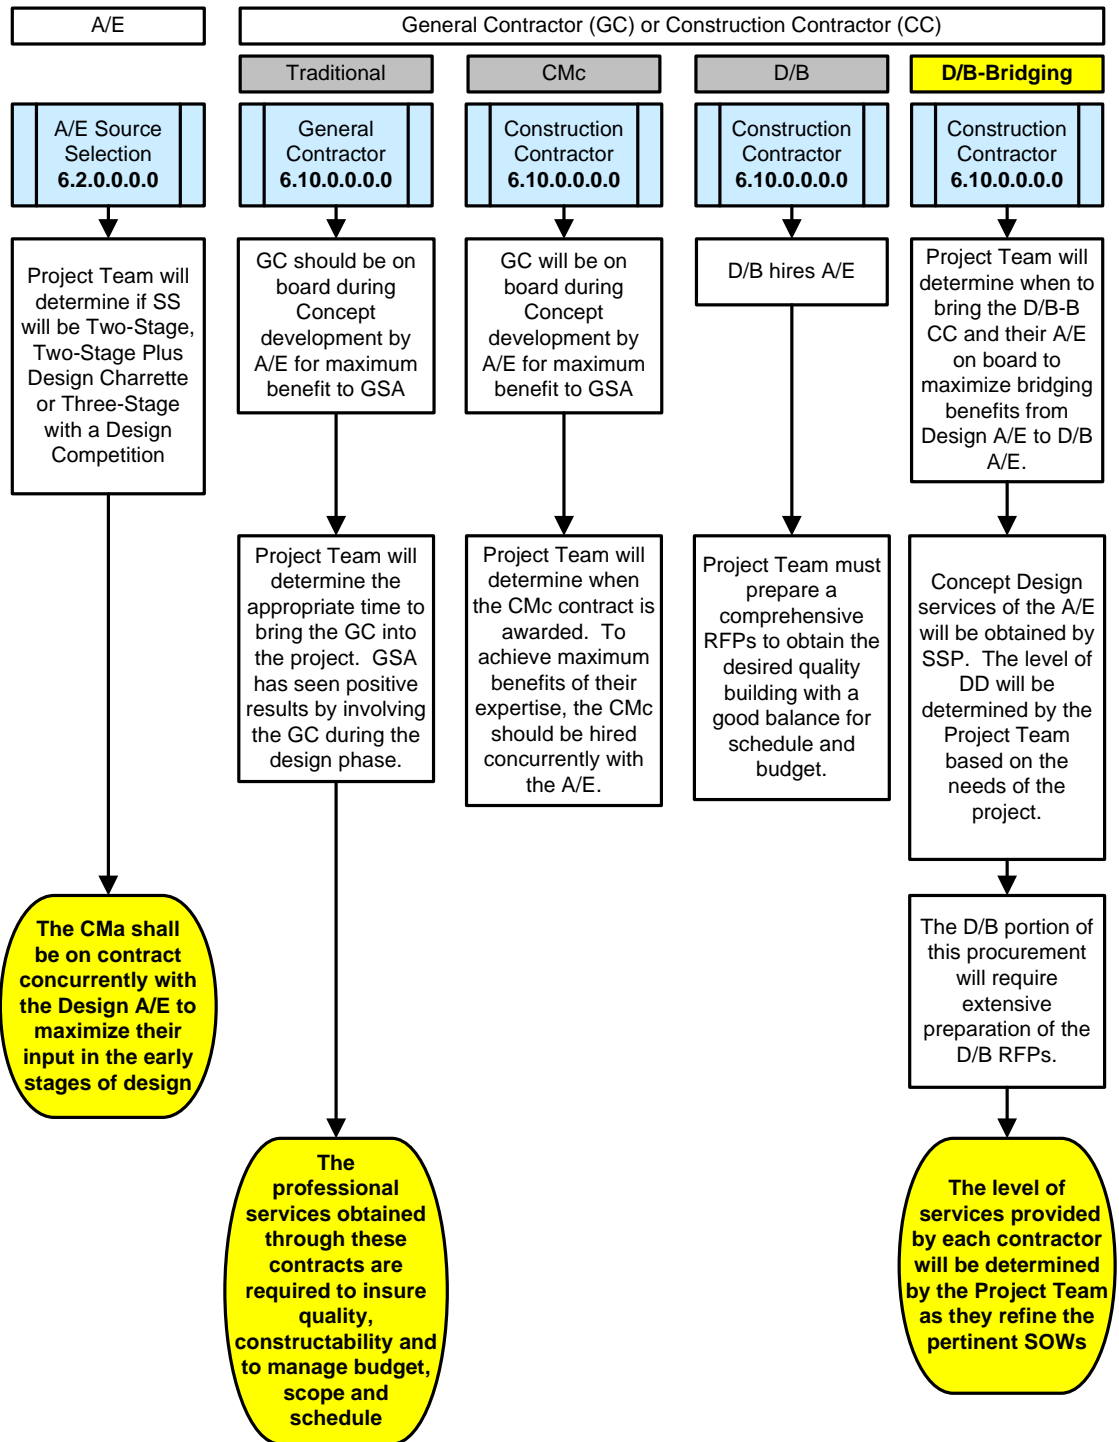 A/E
General Contractor (GC) or Construction Contractor (CC)
Traditional
CMc
D/B
D/B-Bridging
A/E Source
Selection
6.2.0.0.0.0
General
Contractor
6.10.0.0.0.0
Construction
Contractor
6.10.0.0.0.0
Construction
Contractor
6.10.0.0.0.0
Construction
Contractor
6.10.0.0.0.0
Project Team will
determine if SS
will be Two-Stage,
Two-Stage Plus
Design Charrette
or Three-Stage
with a Design
Competition
GC should be on
board during
Concept
development by
A/E for maximum
benefit to GSA
GC will be on
board during
Concept
development by
A/E for maximum
benefit to GSA
D/B hires A/E
Project Team will
determine when to
bring the D/B-B
CC and their A/E
on board to
maximize bridging
benefits from
Design A/E to D/B
A/E.
Project Team will
determine the
appropriate time to
bring the GC into
the project.  GSA
has seen positive
results by involving
the GC during the
design phase.
Project Team will
determine when
the CMc contract is
awarded.  To
achieve maximum
benefits of their
expertise, the CMc
should be hired
concurrently with
the A/E.
Project Team must
prepare a
comprehensive
RFPs to obtain the
desired quality
building with a
good balance for
schedule and
budget.
Concept Design
services of the A/E
will be obtained by
SSP.  The level of
DD will be
determined by the
Project Team
based on the
needs of the
project.
The CMa shall
be on contract
concurrently with
the Design A/E to
maximize their
input in the early
stages of design
The D/B portion of
this procurement
will require
extensive
preparation of the
D/B RFPs.
The
professional
services obtained
through these
contracts are
required to insure
quality,
constructability and
to manage budget,
scope and
schedule
The level of
services provided
by each contractor
will be determined
by the Project Team
as they refine the
pertinent SOWs